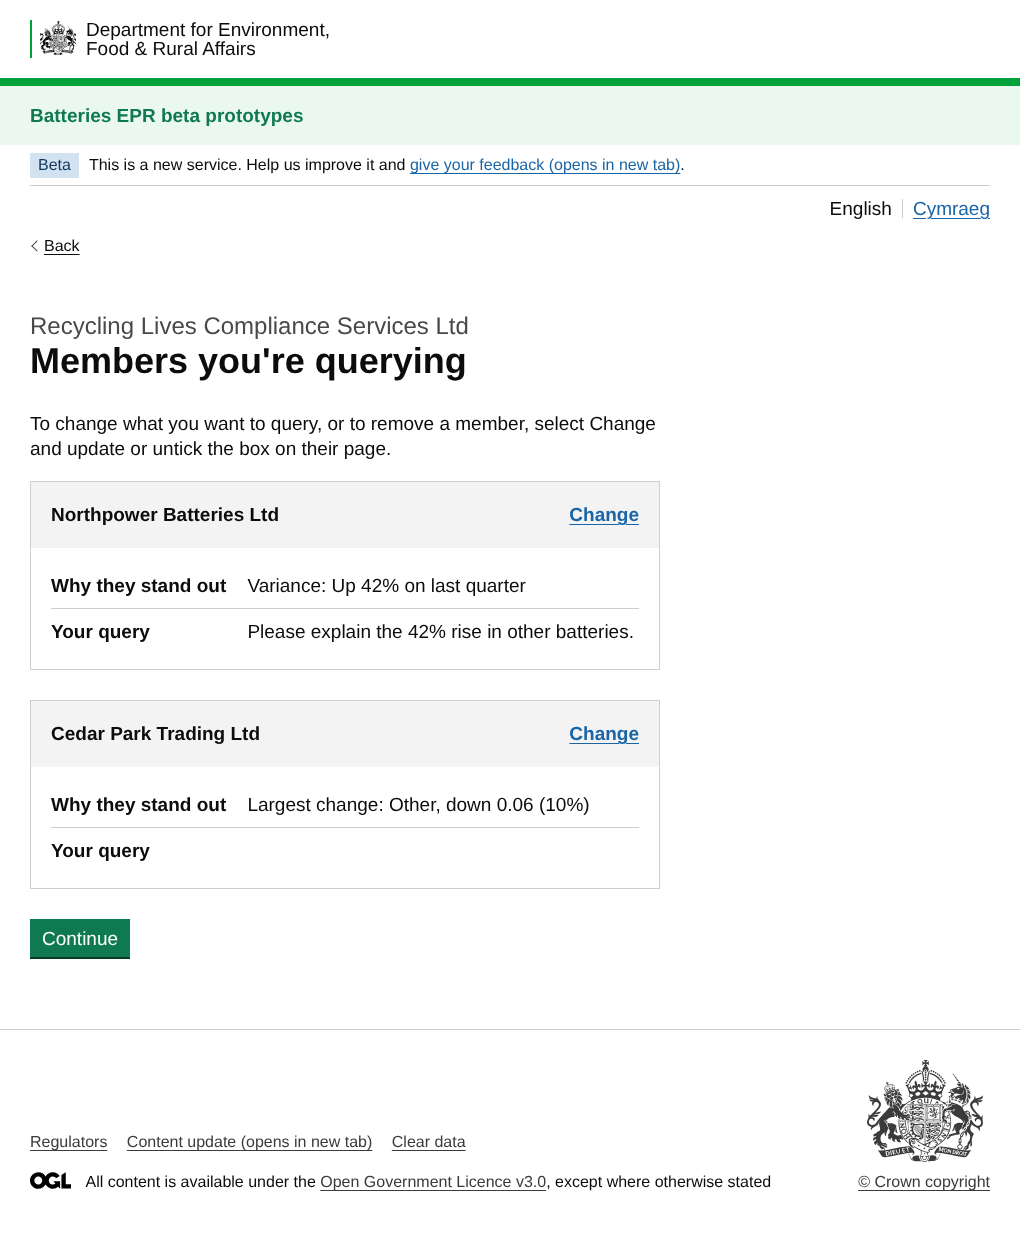 Department for Environment,
Food & Rural Affairs
Batteries EPR beta prototypes
Beta This is a new service. Help us improve it and give your feedback (opens in new tab).
English Cymraeg
Back
Recycling Lives Compliance Services Ltd
Members you're querying
To change what you want to query, or to remove a member, select Change
and update or untick the box on their page.
Northpower Batteries Ltd Change
Why they stand out Variance: Up 42% on last quarter
Your query Please explain the 42% rise in other batteries.
Cedar Park Trading Ltd Change
Why they stand out Largest change: Other, down 0.06 (10%)
Your query
Continue
DIEU ET MON DROIT
Regulators Content update (opens in new tab) Clear data
OGL All content is available under the Open Government Licence v3.0, except where otherwise stated
© Crown copyright